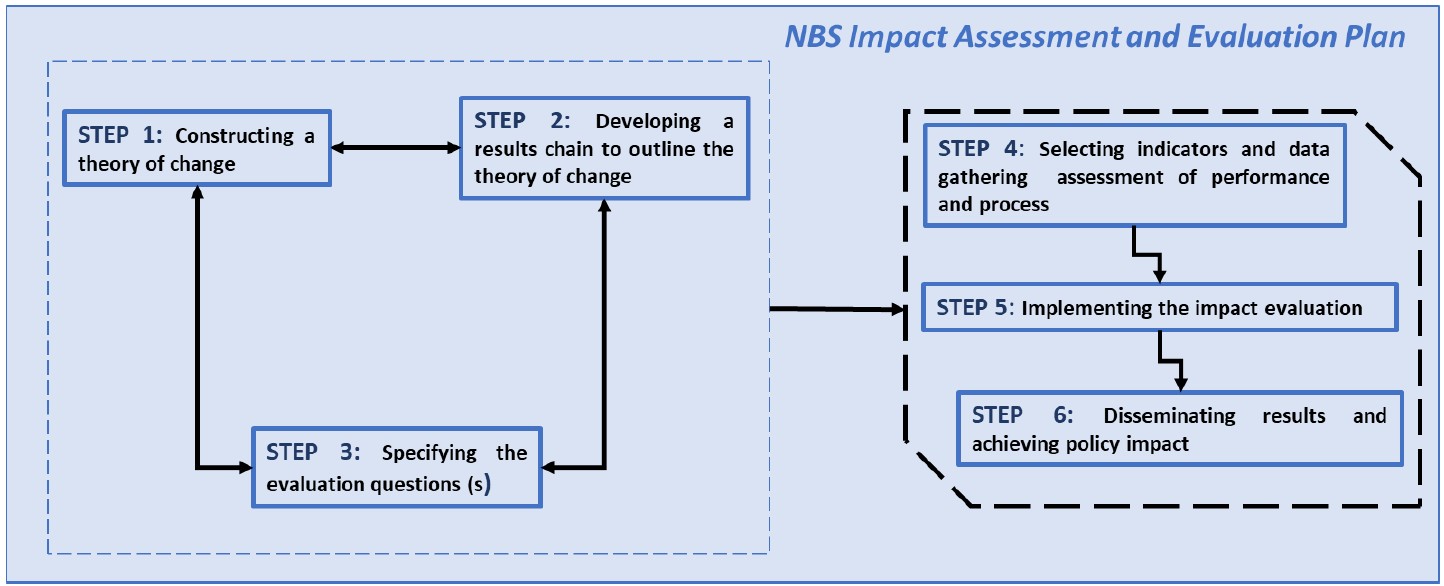 NBS Impact Assessment and Evaluation Plan
STEP 1: Constructing a
theory of change
STEP 2: Developing a
results chain to outline the
theory of change
STEP 3: Specifying the
evaluation questions (s)
STEP 4: Selecting indicators and data
gathering assessment of performance
and process
STEP 5: Implementing the impact evaluation
STEP 6: Disseminating results and
achieving policy impact